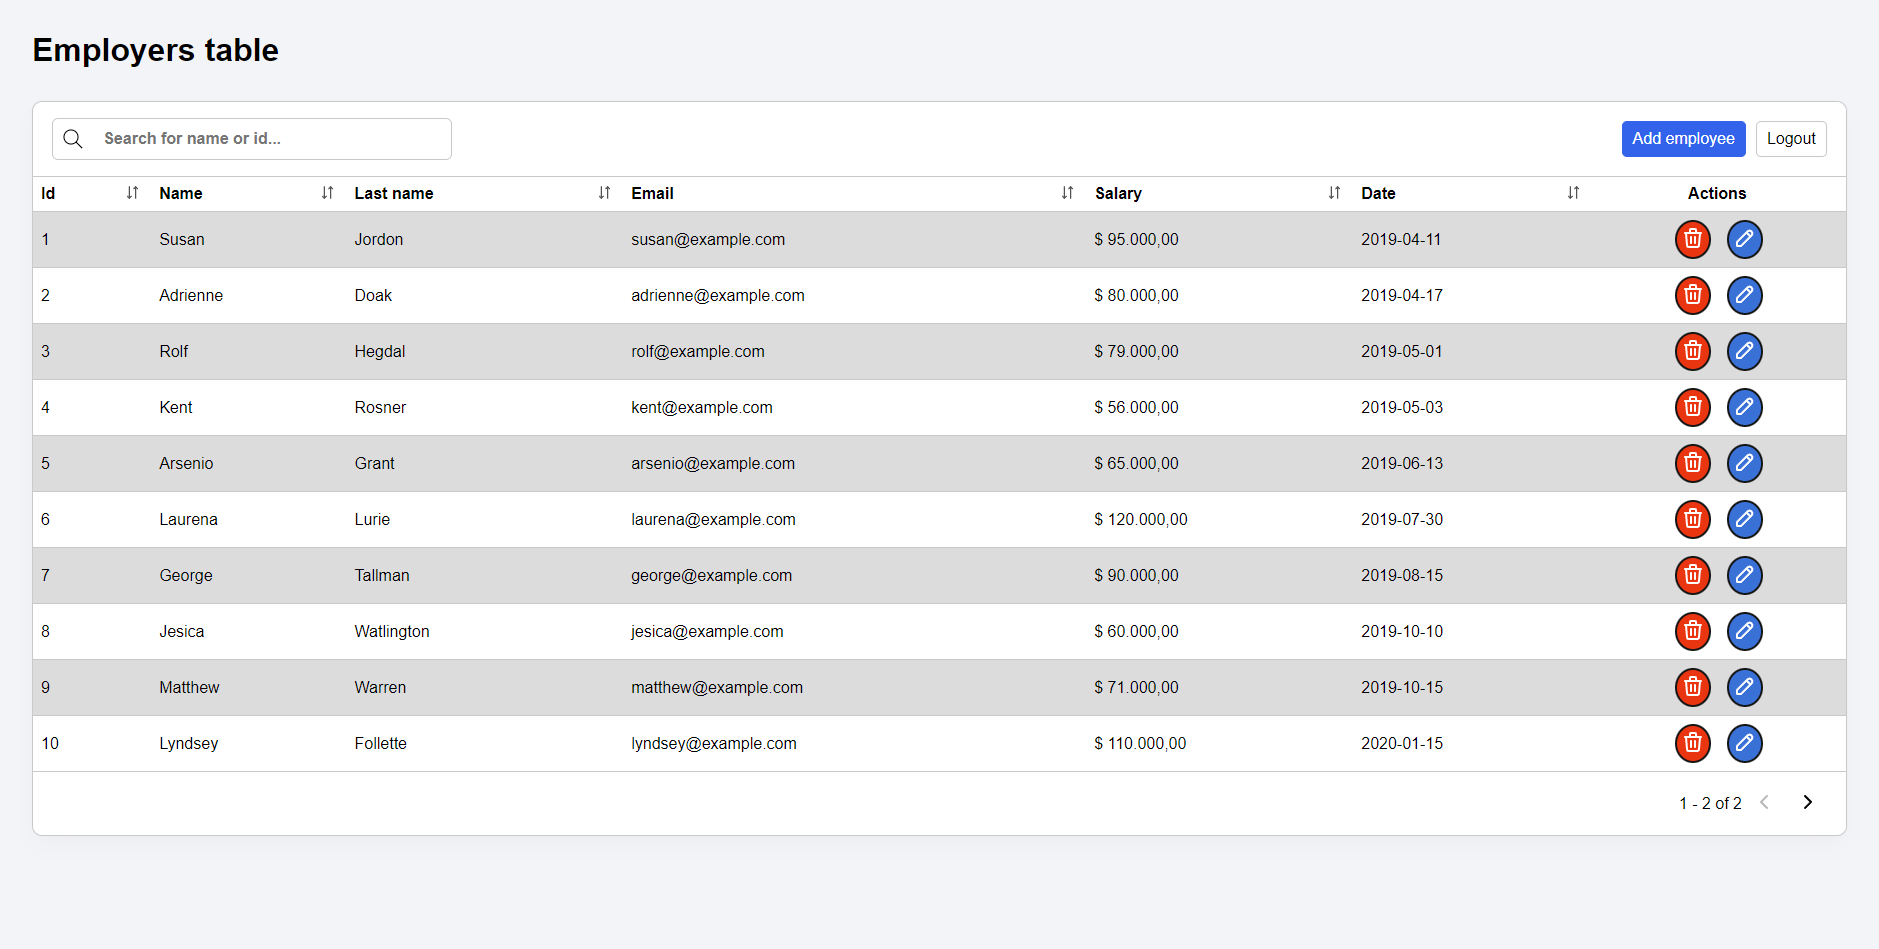 Employers table
Search for name or id...
Add employee Logout
Id Name Last name Email Salary Date Actions
1 Susan Jordon susan@example.com $ 95.000,00 2019-04-11
2 Adrienne Doak adrienne@example.com $ 80.000,00 2019-04-17
3 Rolf Hegdal rolf@example.com $ 79.000,00 2019-05-01
4 Kent Rosner kent@example.com $ 56.000,00 2019-05-03
5 Arsenio Grant arsenio@example.com $ 65.000,00 2019-06-13
6 Laurena Lurie laurena@example.com $ 120.000,00 2019-07-30
7 George Tallman george@example.com $ 90.000,00 2019-08-15
8 Jesica Watlington jesica@example.com $ 60.000,00 2019-10-10
9 Matthew Warren matthew@example.com $ 71.000,00 2019-10-15
10 Lyndsey Follette lyndsey@example.com $ 110.000,00 2020-01-15
1 - 2 of 2